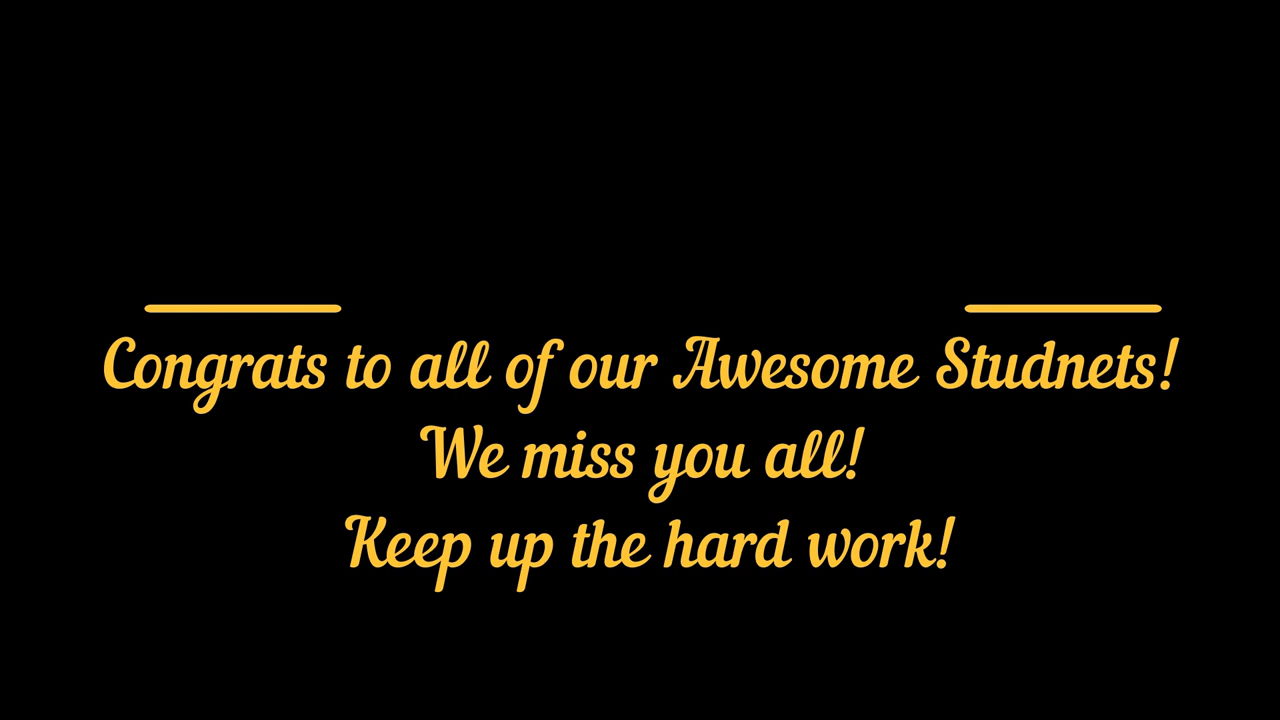 Congrats to all of our Awesome Studnets!
We miss you all!
Keep up the hard work!